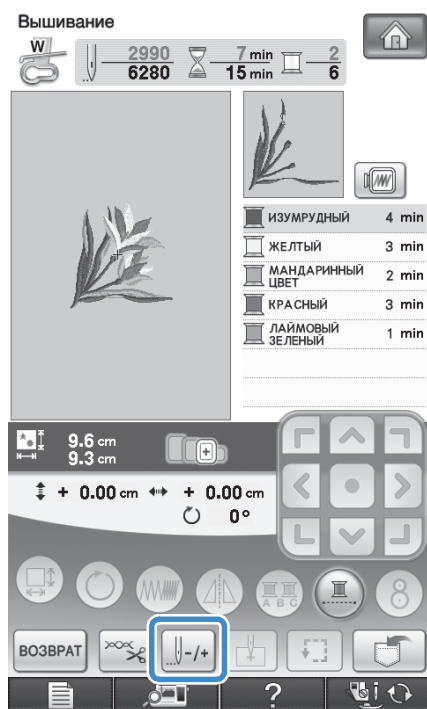 Вышивание
W
2990 7 min 2
6280 15 min 6
ИЗУМРУДНЫЙ 4 min
ЖЕЛТЫЙ 3 min
МАНДАРИННЫЙ
ЦВЕТ 2 min
КРАСНЫЙ 3 min
ЛАЙМОВЫЙ
ЗЕЛЕНЫЙ 1 min
9.6 cm
9.3 cm
+ 0.00 cm + 0.00 cm
0°
A B C
8
ВОЗВРАТ -/+
?